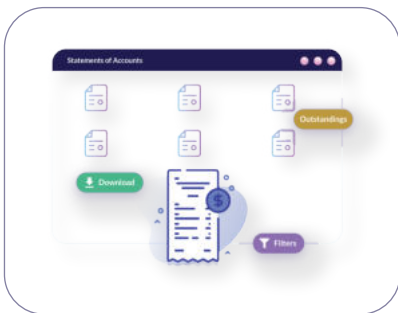 Statements of Accounts
Outstandings
Download
$
Filters